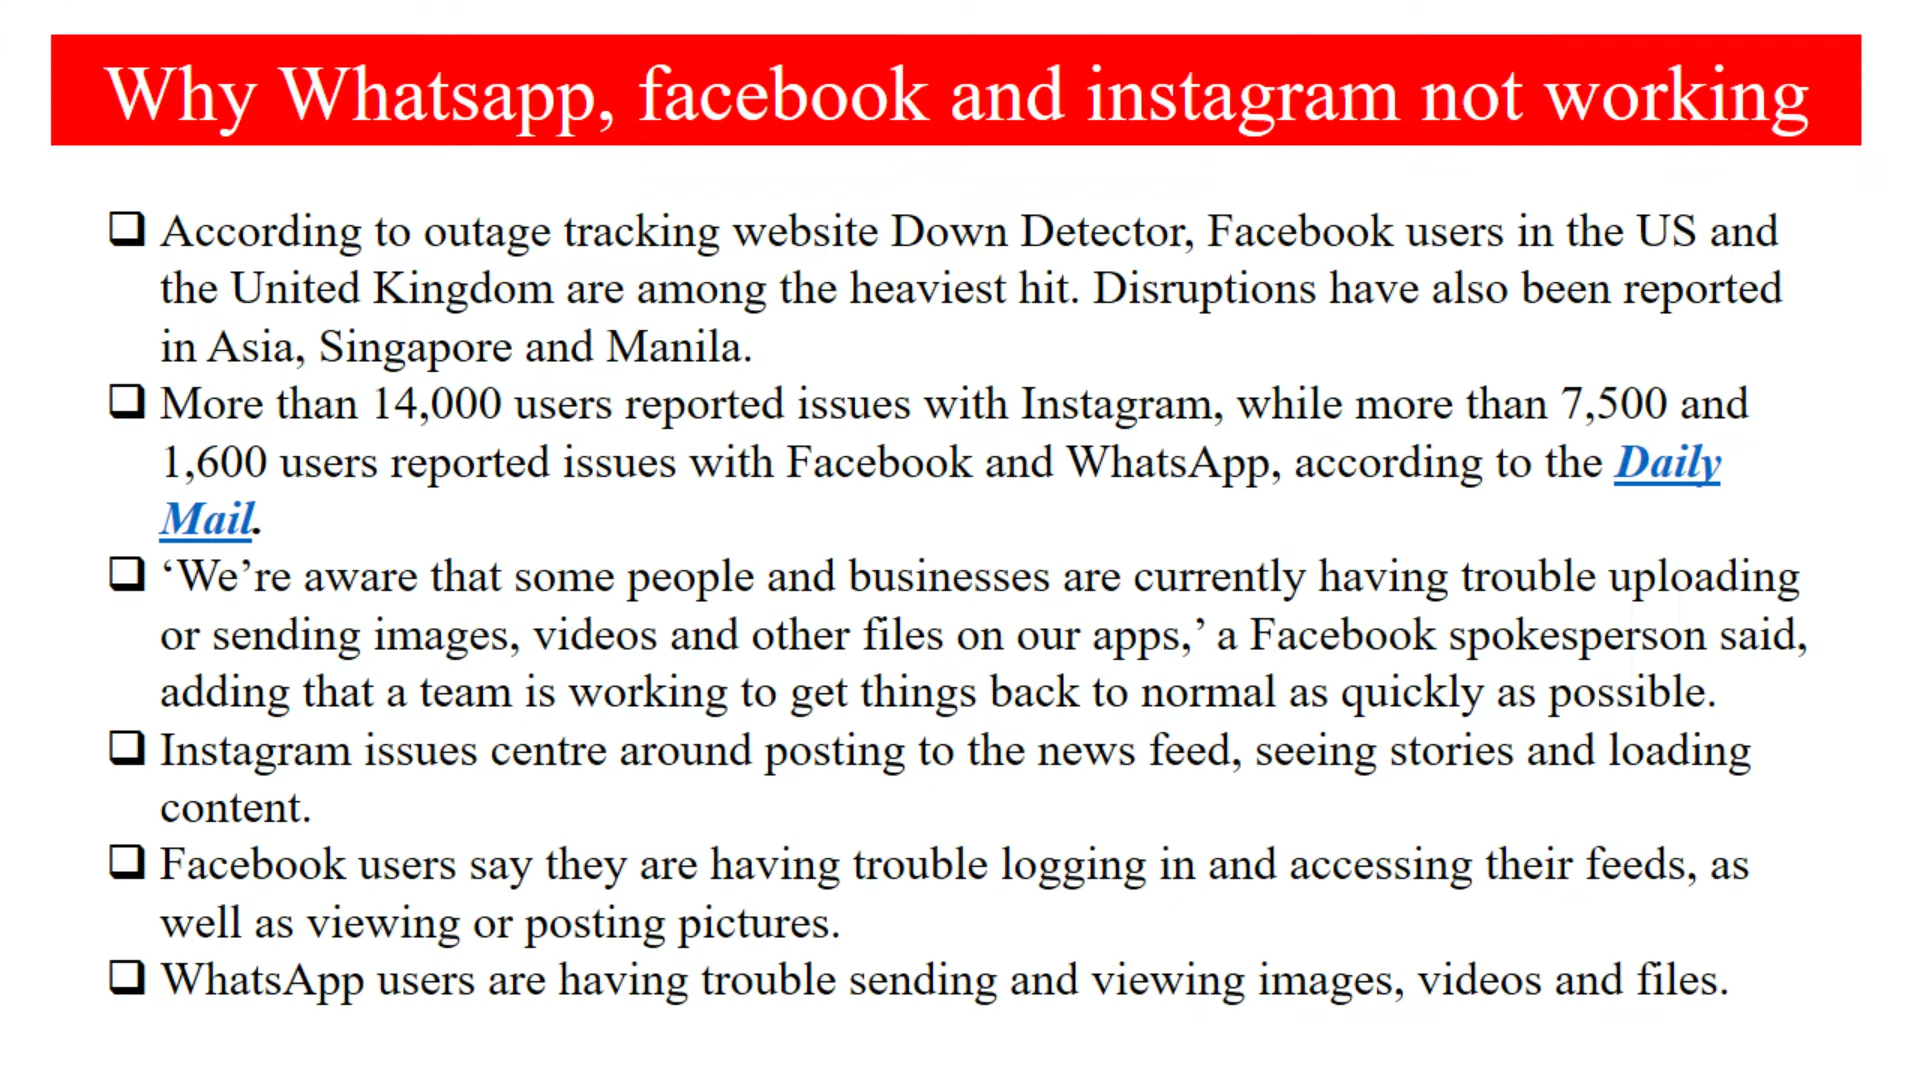 Why Whatsapp, facebook and instagram not working
According to outage tracking website Down Detector, Facebook users in the US and
the United Kingdom are among the heaviest hit. Disruptions have also been reported
in Asia, Singapore and Manila.
More than 14,000 users reported issues with Instagram, while more than 7,500 and
1,600 users reported issues with Facebook and WhatsApp, according to the Daily
Mail.
‘We’re aware that some people and businesses are currently having trouble uploading
or sending images, videos and other files on our apps,’ a Facebook spokesperson said,
adding that a team is working to get things back to normal as quickly as possible.
Instagram issues centre around posting to the news feed, seeing stories and loading
content.
Facebook users say they are having trouble logging in and accessing their feeds, as
well as viewing or posting pictures.
WhatsApp users are having trouble sending and viewing images, videos and files.